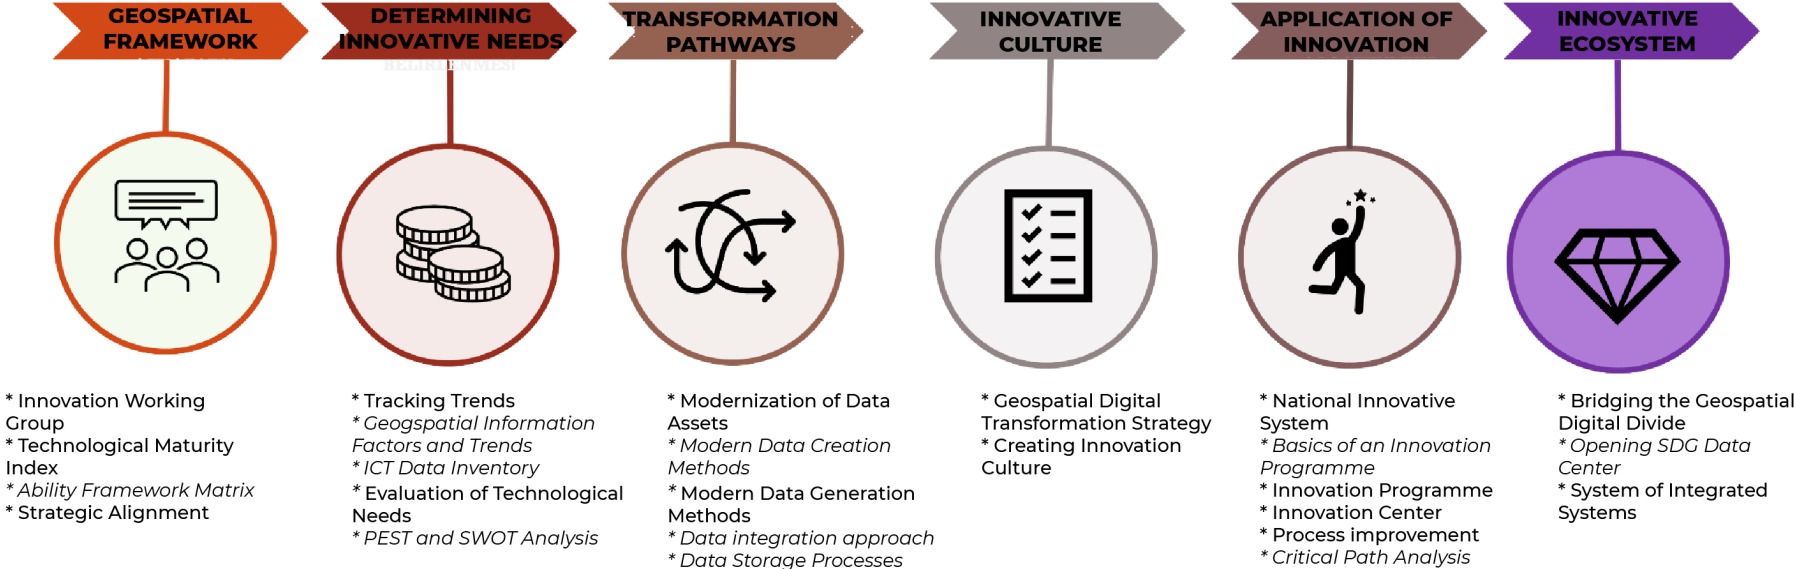 GEOSPATIAL
FRAMEWORK
DETERMINING
INNOVATIVE NEEDS
BELIRLENMESI
TRANSFORMATION
PATHWAYS
INNOVATIVE
CULTURE
APPLICATION OF
INNOVATION
INNOVATIVE
ECOSYSTEM
* Innovation Working
Group
* Technological Maturity
Index
* Ability Framework Matrix
* Strategic Alignment
* Tracking Trends
* Geogspatial Information
Factors and Trends
* ICT Data Inventory
* Evaluation of Technological
Needs
* PEST and SWOT Analysis
* Modernization of Data
Assets
* Modern Data Creation
Methods
* Modern Data Generation
Methods
* Data integration approach
* Data Storage Processes
* Geospatial Digital
Transformation Strategy
* Creating Innovation
Culture
* National Innovative
System
* Basics of an Innovation
Programme
* Innovation Programme
* Innovation Center
* Process improvement
* Critical Path Analysis
* Bridging the Geospatial
Digital Divide
* Opening SDG Data
Center
* System of Integrated
Systems